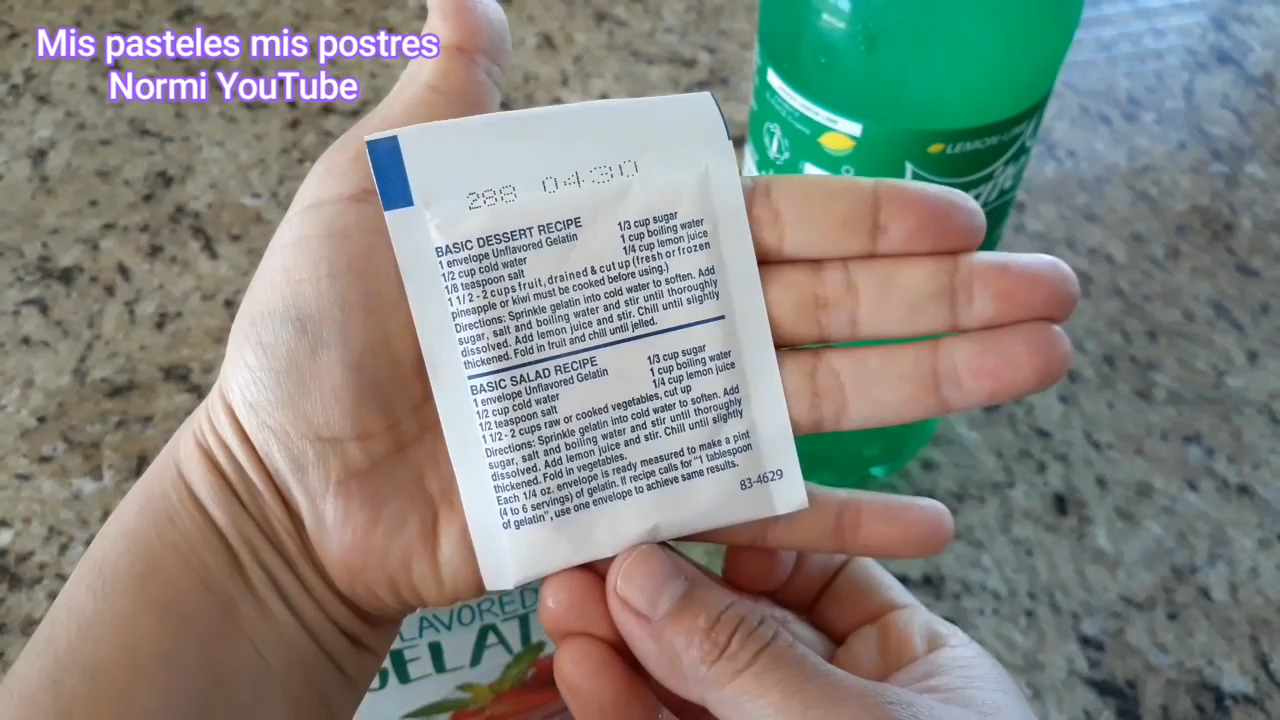 Mis pasteles mis postres
Normi YouTube
288 0430
BASIC DESSERT RECIPE
1 envelope Unflavored Gelatin
1/2 cup cold water
1/8 teaspoon salt
1/3 cup sugar
1 cup boiling water
1/4 cup lemon juice
1 1/2 - 2 cups fruit, drained & cut up (fresh or frozen
pineapple or kiwi must be cooked before using.)
Directions: Sprinkle gelatin into cold water to soften. Add
sugar, salt and boiling water and stir until thoroughly
dissolved. Add lemon juice and stir. Chill until slightly
thickened. Fold in fruit and chill until jelled.
BASIC SALAD RECIPE
1 envelope Unflavored Gelatin
1/2 cup cold water
1/2 teaspoon salt
1/3 cup sugar
1 cup boiling water
1/4 cup lemon juice
1 1/2 - 2 cups raw or cooked vegetables, cut up
Directions: Sprinkle gelatin into cold water to soften. Add
sugar, salt and boiling water and stir until thoroughly
dissolved. Add lemon juice and stir. Chill until slightly
thickened. Fold in vegetables.
Each 1/4 oz. envelope is ready measured to make a pint
(4 to 6 servings) of gelatin. If recipe calls for "1 tablespoon
of gelatin", use one envelope to achieve same results.
83-4629
LEMON-LIM
LAVORED
GELAT